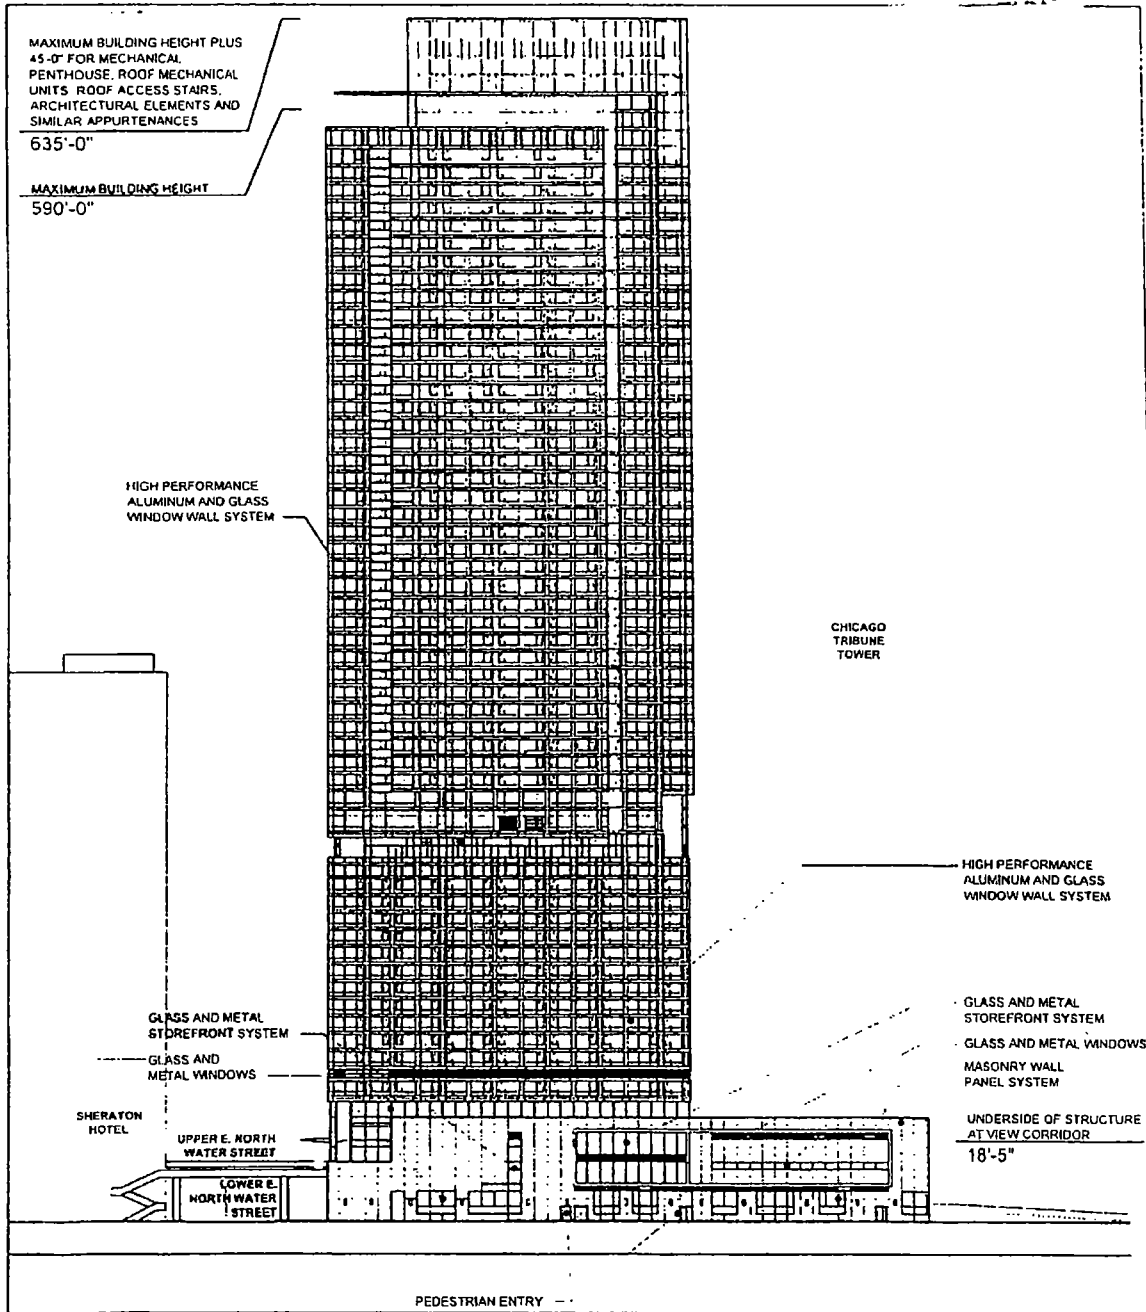 MAXIMUM BUILDING HEIGHT PLUS
45-0" FOR MECHANICAL
PENTHOUSE, ROOF MECHANICAL
UNITS ROOF ACCESS STAIRS,
ARCHITECTURAL ELEMENTS AND
SIMILAR APPURTENANCES
635'-0"
MAXIMUM BUILDING HEIGHT
590'-0"
HIGH PERFORMANCE
ALUMINUM AND GLASS
WINDOW WALL SYSTEM
CHICAGO
TRIBUNE
TOWER
HIGH PERFORMANCE
ALUMINUM AND GLASS
WINDOW WALL SYSTEM
GLASS AND METAL
STOREFRONT SYSTEM
GLASS AND
METAL WINDOWS
GLASS AND METAL
STOREFRONT SYSTEM
GLASS AND METAL WINDOWS
MASONRY WALL
PANEL SYSTEM
SHERATON
HOTEL
UPPER E. NORTH
WATER STREET
LOWER E.
NORTH WATER
STREET
UNDERSIDE OF STRUCTURE
AT VIEW CORRIDOR
18'-5"
PEDESTRIAN ENTRY